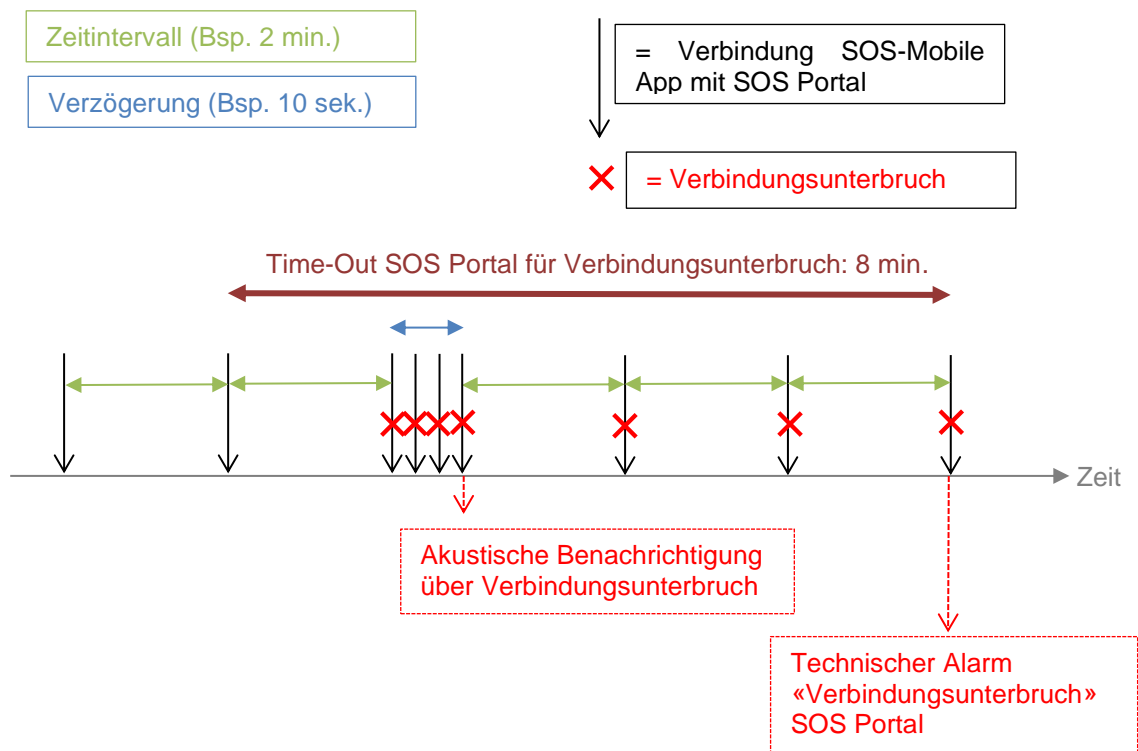 Zeitintervall (Bsp. 2 min.)
Verzögerung (Bsp. 10 sek.)
= Verbindung SOS-Mobile
App mit SOS Portal
= Verbindungsunterbruch
Time-Out SOS Portal für Verbindungsunterbruch: 8 min.
Zeit
Akustische Benachrichtigung
über Verbindungsunterbruch
Technischer Alarm
«Verbindungsunterbruch»
SOS Portal